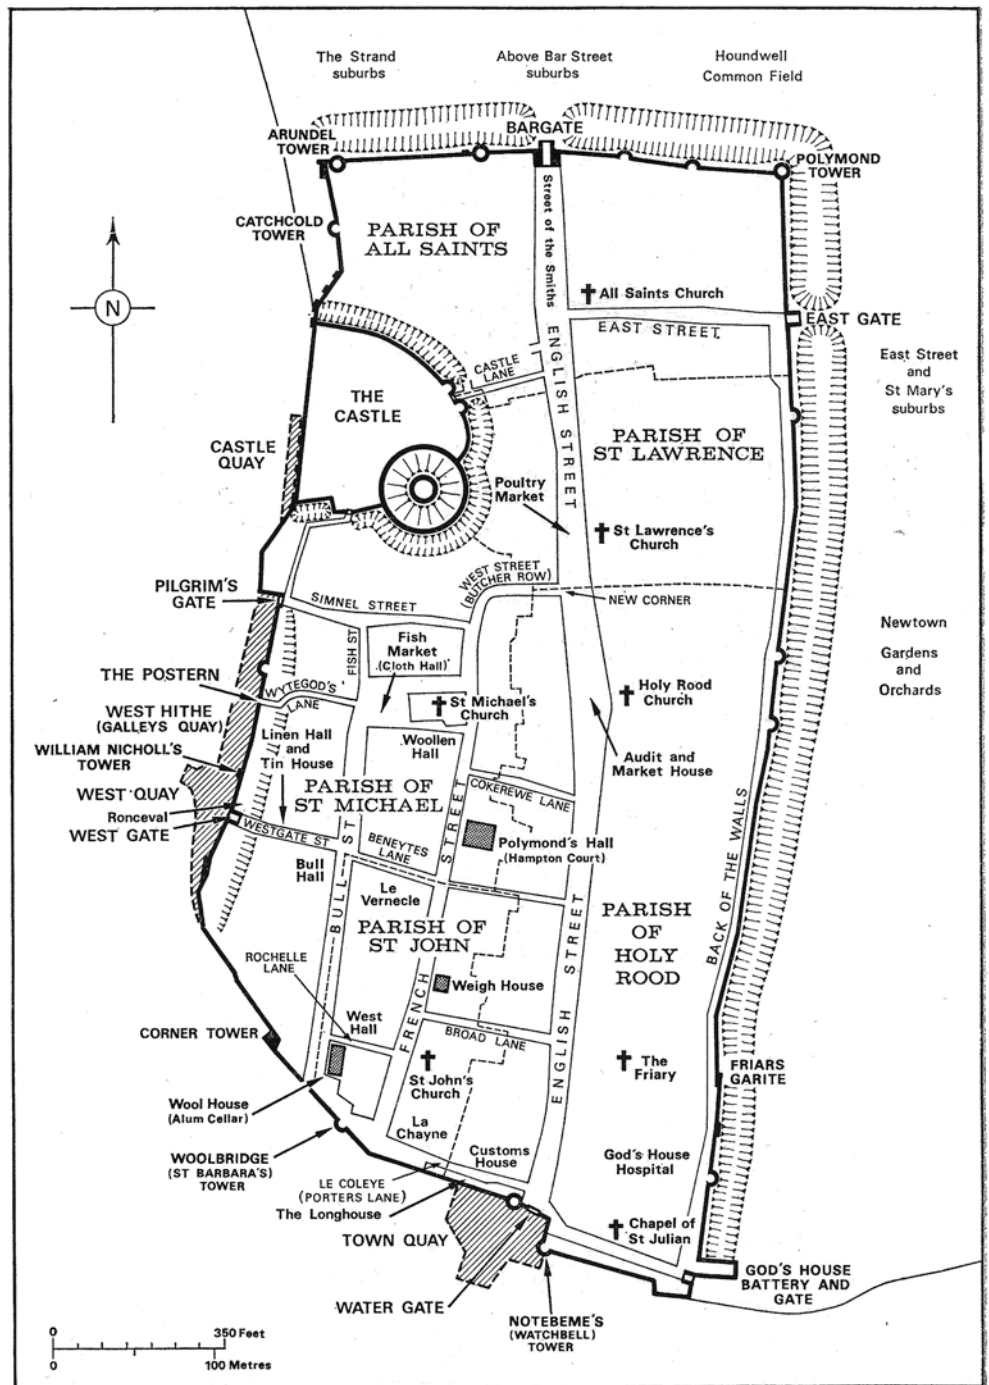 The Strand
suburbs
Above Bar Street
suburbs
Houndwell
Common Field
ARUNDEL
TOWER
BARGATE
POLYMOND
TOWER
CATCHCOLD
TOWER
PARISH OF
ALL SAINTS
Street of the Smiths
N
All Saints Church
EAST STREET
EAST GATE
ENGLISH STREET
CASTLE
LANE
East Street
and
St Mary's
suburbs
THE
CASTLE
PARISH OF
ST LAWRENCE
CASTLE
QUAY
Poultry
Market
St Lawrence's
Church
WEST STREET
(BUTCHER ROW)
PILGRIM'S
GATE
SIMNEL STREET
NEW CORNER
FISH ST
Fish
Market
(Cloth Hall)
Newtown
Gardens
and
Orchards
THE POSTERN
WYTEGOD'S
LANE
St Michael's
Church
Holy Rood
Church
WEST HITHE
(GALLEYS QUAY)
Linen Hall
and
Tin House
Woollen
Hall
WILLIAM NICHOLL'S
TOWER
Audit and
Market House
WEST QUAY
PARISH OF
ST MICHAEL
COKEREWE LANE
Ronceval
WEST GATE
WESTGATE ST
BENEYTES
LANE
Polymond's Hall
(Hampton Court)
BULL ST
FRENCH STREET
Bull
Hall
Le
Vernecle
PARISH OF
ST JOHN
PARISH
OF
HOLY
ROOD
BACK OF THE WALLS
ROCHELLE
LANE
Weigh House
ENGLISH STREET
West
Hall
CORNER TOWER
BROAD LANE
St John's
Church
The
Friary
FRIARS
GARITE
Wool House
(Alum Cellar)
La
Chayne
Customs
House
God's House
Hospital
WOOLBRIDGE
(ST BARBARA'S)
TOWER
LE COLEYE
(PORTERS LANE)
The Longhouse
Chapel of
St Julian
TOWN QUAY
GOD'S HOUSE
BATTERY AND
GATE
WATER GATE
NOTEBEME'S
(WATCHBELL)
TOWER
0 350 Feet
0 100 Metres